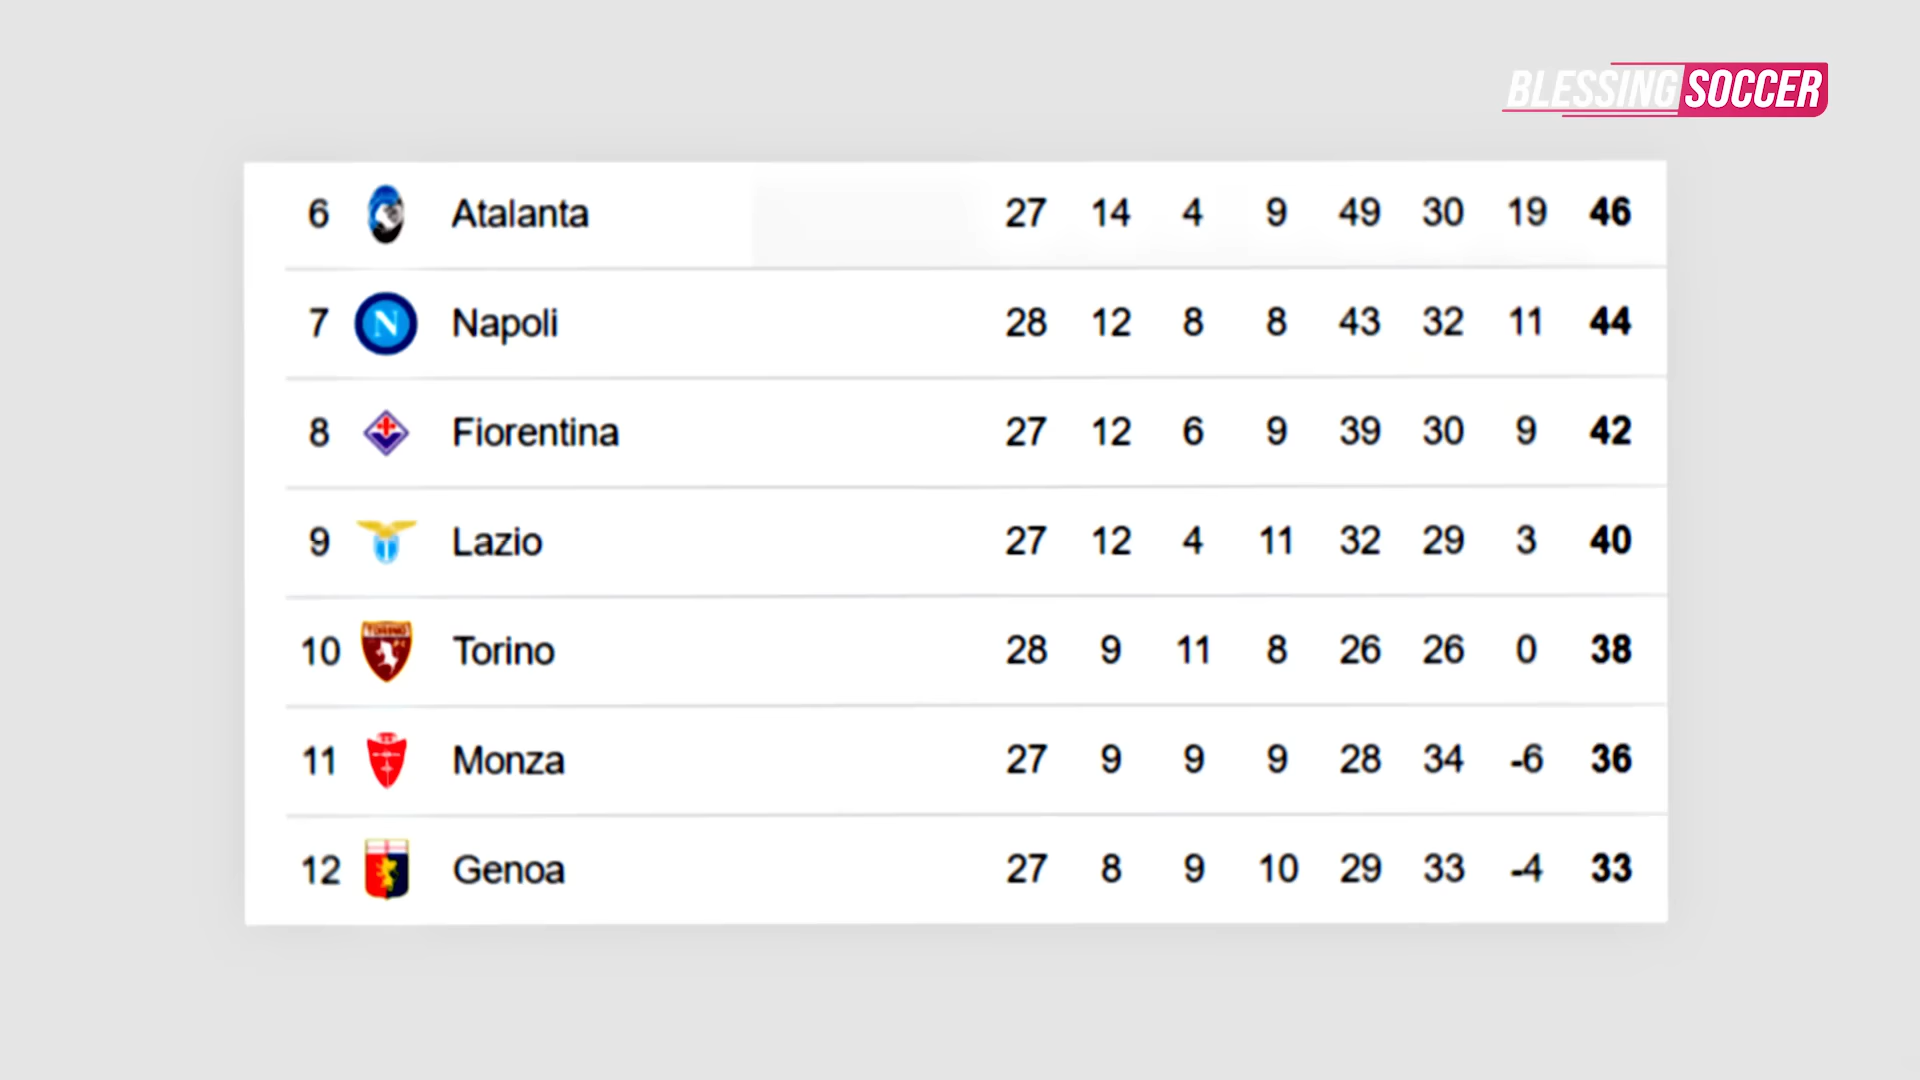 BLESSING SOCCER
6 Atalanta 27 14 4 9 49 30 19 46
7 N Napoli 28 12 8 8 43 32 11 44
8 Fiorentina 27 12 6 9 39 30 9 42
9 Lazio 27 12 4 11 32 29 3 40
10 TORINO Torino 28 9 11 8 26 26 0 38
11 Monza 27 9 9 9 28 34 -6 36
12 Genoa 27 8 9 10 29 33 -4 33